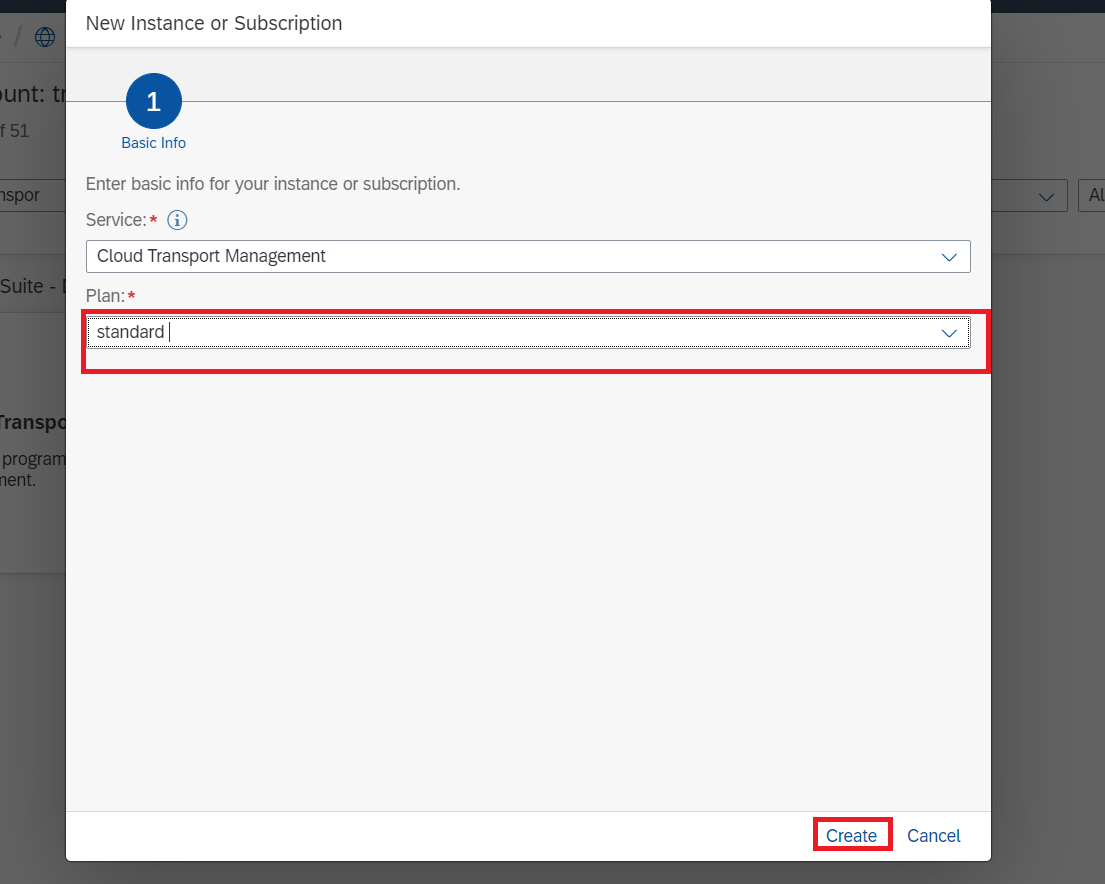 New Instance or Subscription
ount: tr
f 51
1
Basic Info
Enter basic info for your instance or subscription.
nspor
Al
Service:*
Cloud Transport Management
Suite -
Plan:*
standard
Transpo
program
ment.
Create
Cancel